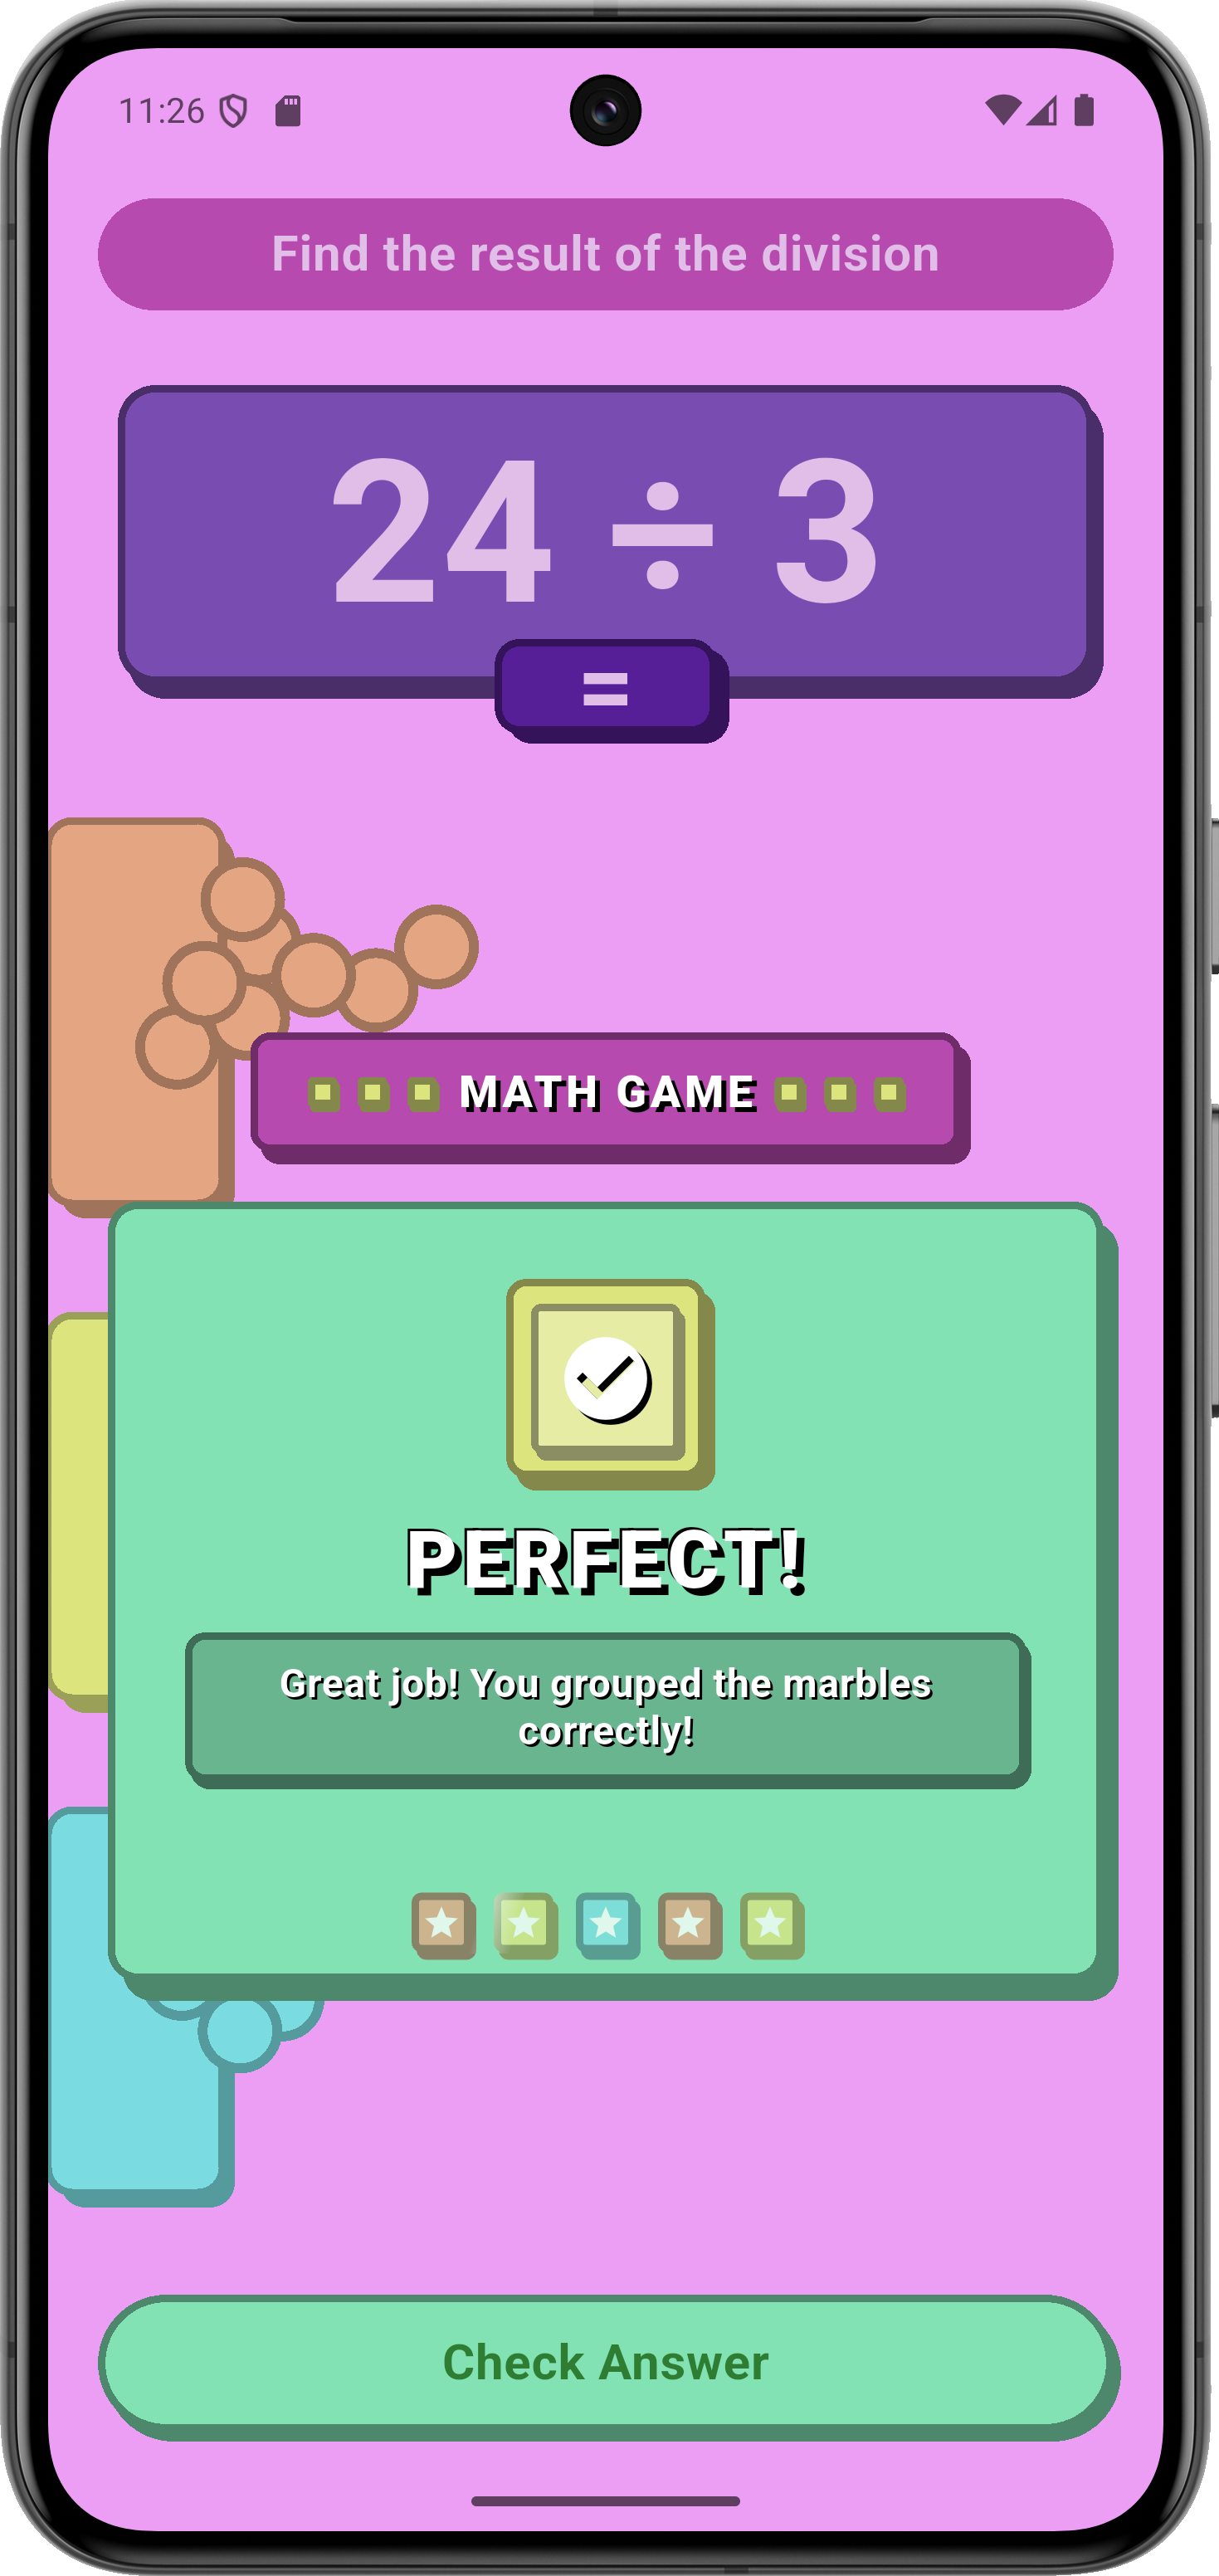 11:26
Find the result of the division
24 ÷ 3
=
MATH GAME
PERFECT!
Great job! You grouped the marbles
correctly!
Check Answer